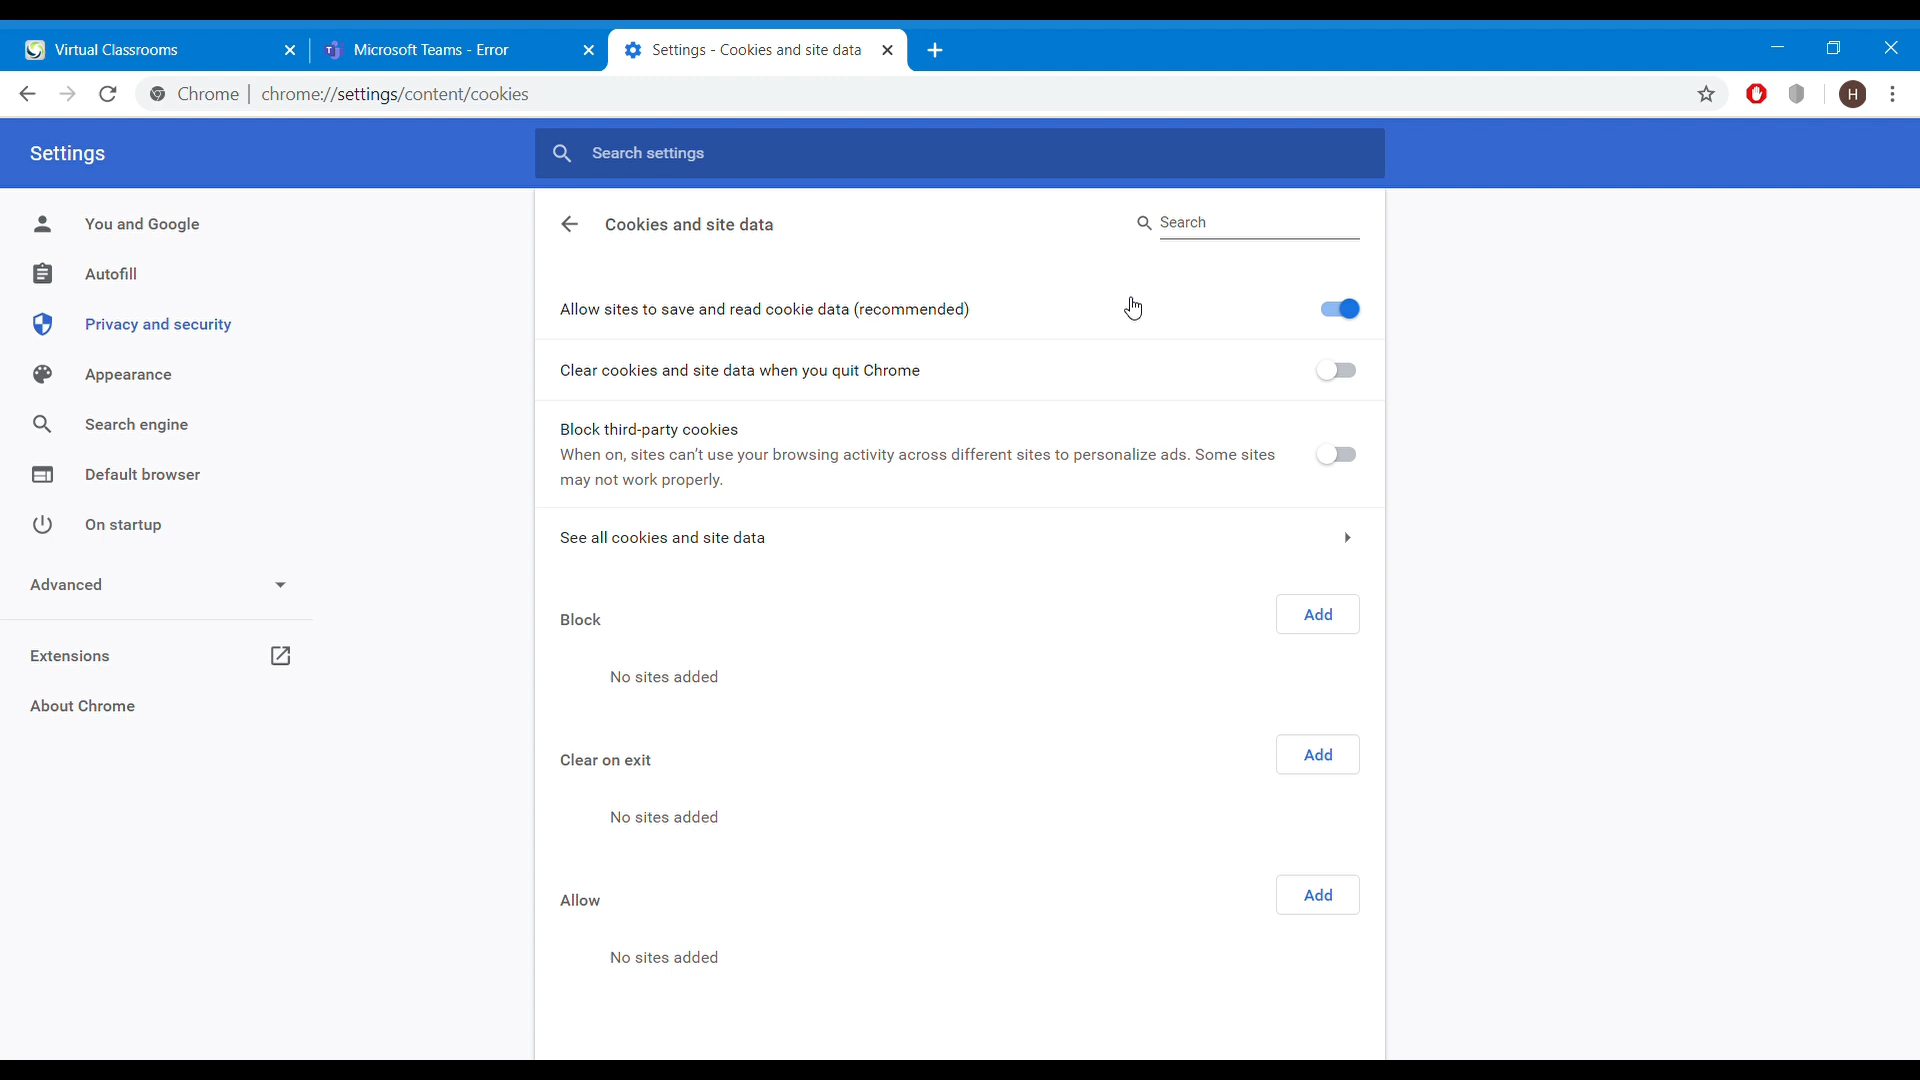 Virtual Classrooms
Microsoft Teams - Error
Settings - Cookies and site data
Chrome | chrome://settings/content/cookies
H
Settings
Search settings
You and Google
Autofill
Privacy and security
Appearance
Search engine
Default browser
On startup
Advanced
Extensions
About Chrome
Cookies and site data
Search
Allow sites to save and read cookie data (recommended)
Clear cookies and site data when you quit Chrome
Block third-party cookies
When on, sites can't use your browsing activity across different sites to personalize ads. Some sites
may not work properly.
See all cookies and site data
Block
Add
No sites added
Clear on exit
Add
No sites added
Allow
Add
No sites added